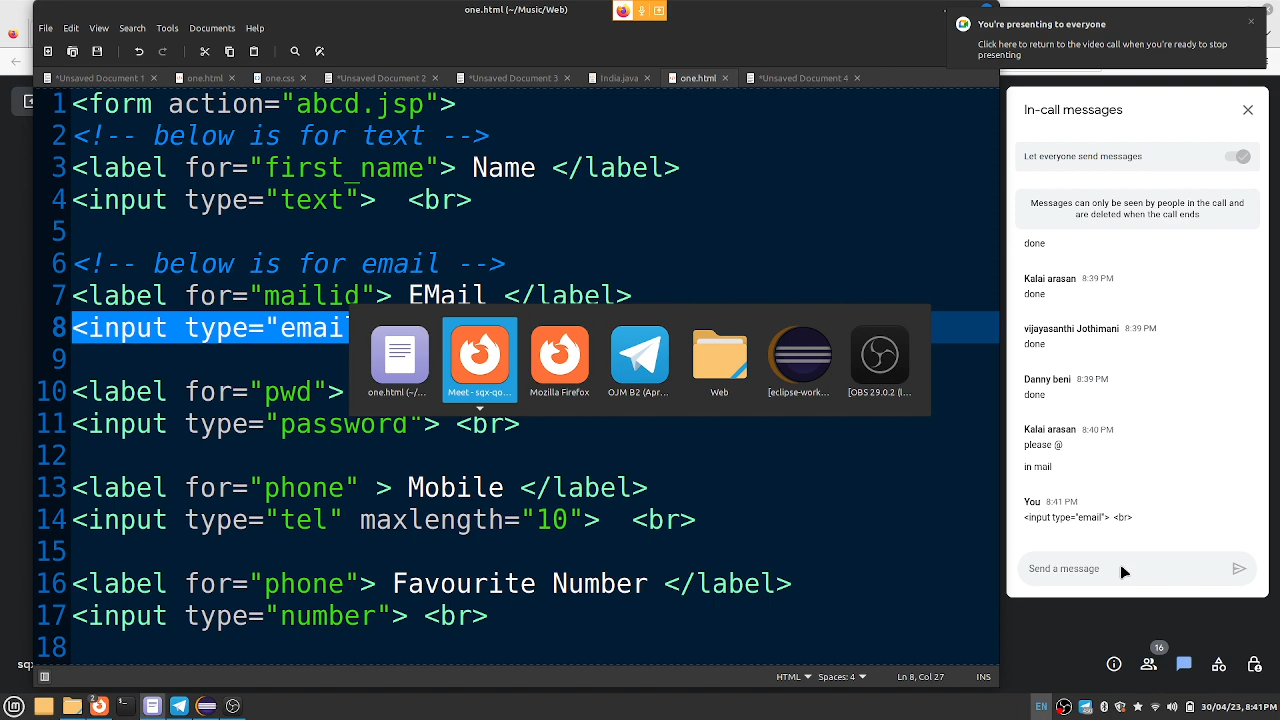 one.html (~/Music/Web)
File Edit View Search Tools Documents Help
*Unsaved Document 1 one.html one.css *Unsaved Document 2 *Unsaved Document 3 India.java one.html *Unsaved Document 4
1 <form action="abcd.jsp">
2 <!-- below is for text -->
3 <label for="first_name"> Name </label>
4 <input type="text"> <br>
5
6 <!-- below is for email -->
7 <label for="mailid"> EMail </label>
8 <input type="emai
9
10 <label for="pwd">
11 <input type="password"> <br>
12
13 <label for="phone" > Mobile </label>
14 <input type="tel" maxlength="10"> <br>
15
16 <label for="phone"> Favourite Number </label>
17 <input type="number"> <br>
18
one.html (~/... Meet - sqx-qo... Mozilla Firefox OJM B2 (Apr... Web [eclipse-work... [OBS 29.0.2 (l...
HTML Spaces: 4 Ln 8, Col 27 INS
You're presenting to everyone
Click here to return to the video call when you're ready to stop
presenting
In-call messages
Let everyone send messages
Messages can only be seen by people in the call and
are deleted when the call ends
done
Kalai arasan 8:39 PM
done
vijayasanthi Jothimani 8:39 PM
done
Danny beni 8:39 PM
done
Kalai arasan 8:40 PM
please @
in mail
You 8:41 PM
<input type="email"> <br>
Send a message
16
sqx
2
EN 450 30/04/23, 8:41PM